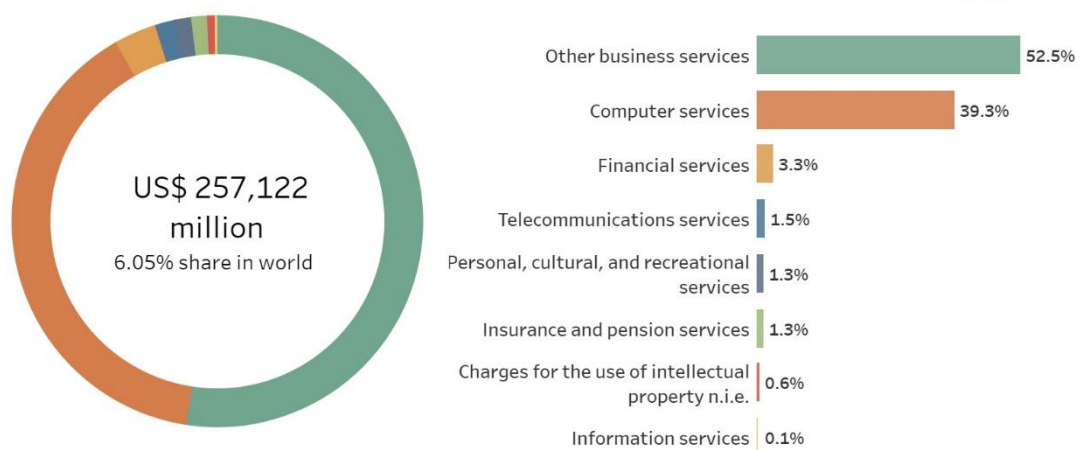 US$ 257,122
million
6.05% share in world
Other business services 52.5%
Computer services 39.3%
Financial services 3.3%
Telecommunications services 1.5%
Personal, cultural, and recreational
services 1.3%
Insurance and pension services 1.3%
Charges for the use of intellectual
property n.i.e. 0.6%
Information services 0.1%